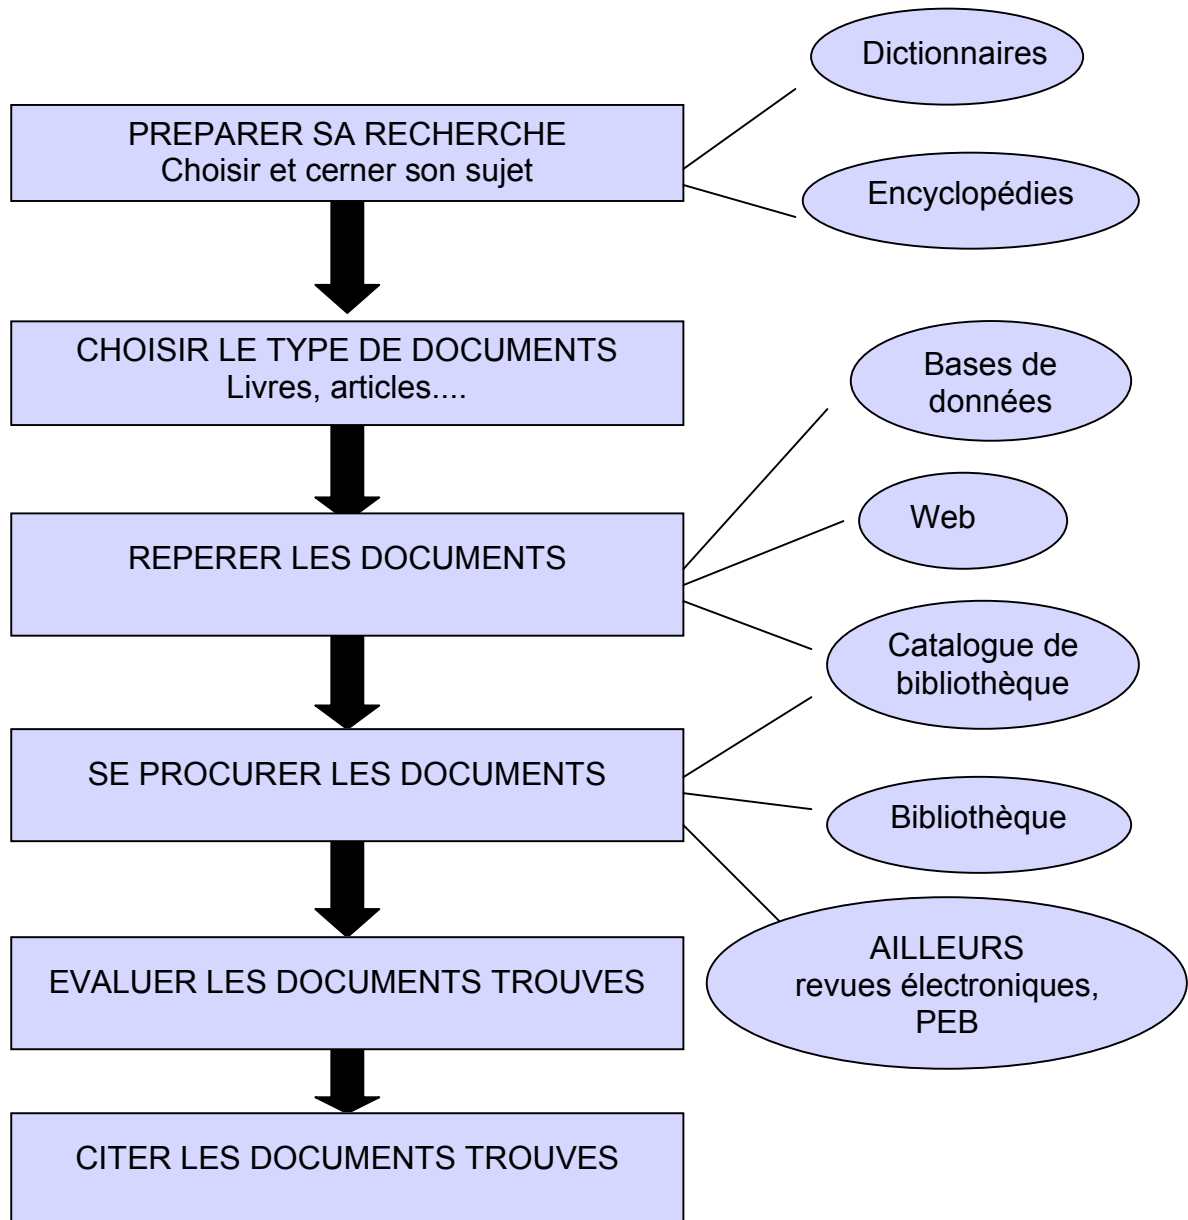 Dictionnaires
PREPARER SA RECHERCHE
Choisir et cerner son sujet
Encyclopédies
CHOISIR LE TYPE DE DOCUMENTS
Livres, articles....
Bases de
données
Web
REPERER LES DOCUMENTS
Catalogue de
bibliothèque
SE PROCURER LES DOCUMENTS
Bibliothèque
AILLEURS
revues électroniques,
PEB
EVALUER LES DOCUMENTS TROUVES
CITER LES DOCUMENTS TROUVES